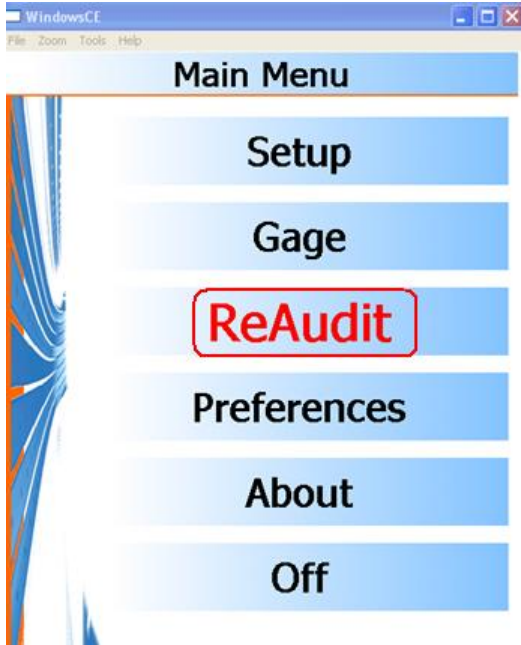 WindowsCE
File Zoom Tools Help
Main Menu
Setup
Gage
ReAudit
Preferences
About
Off